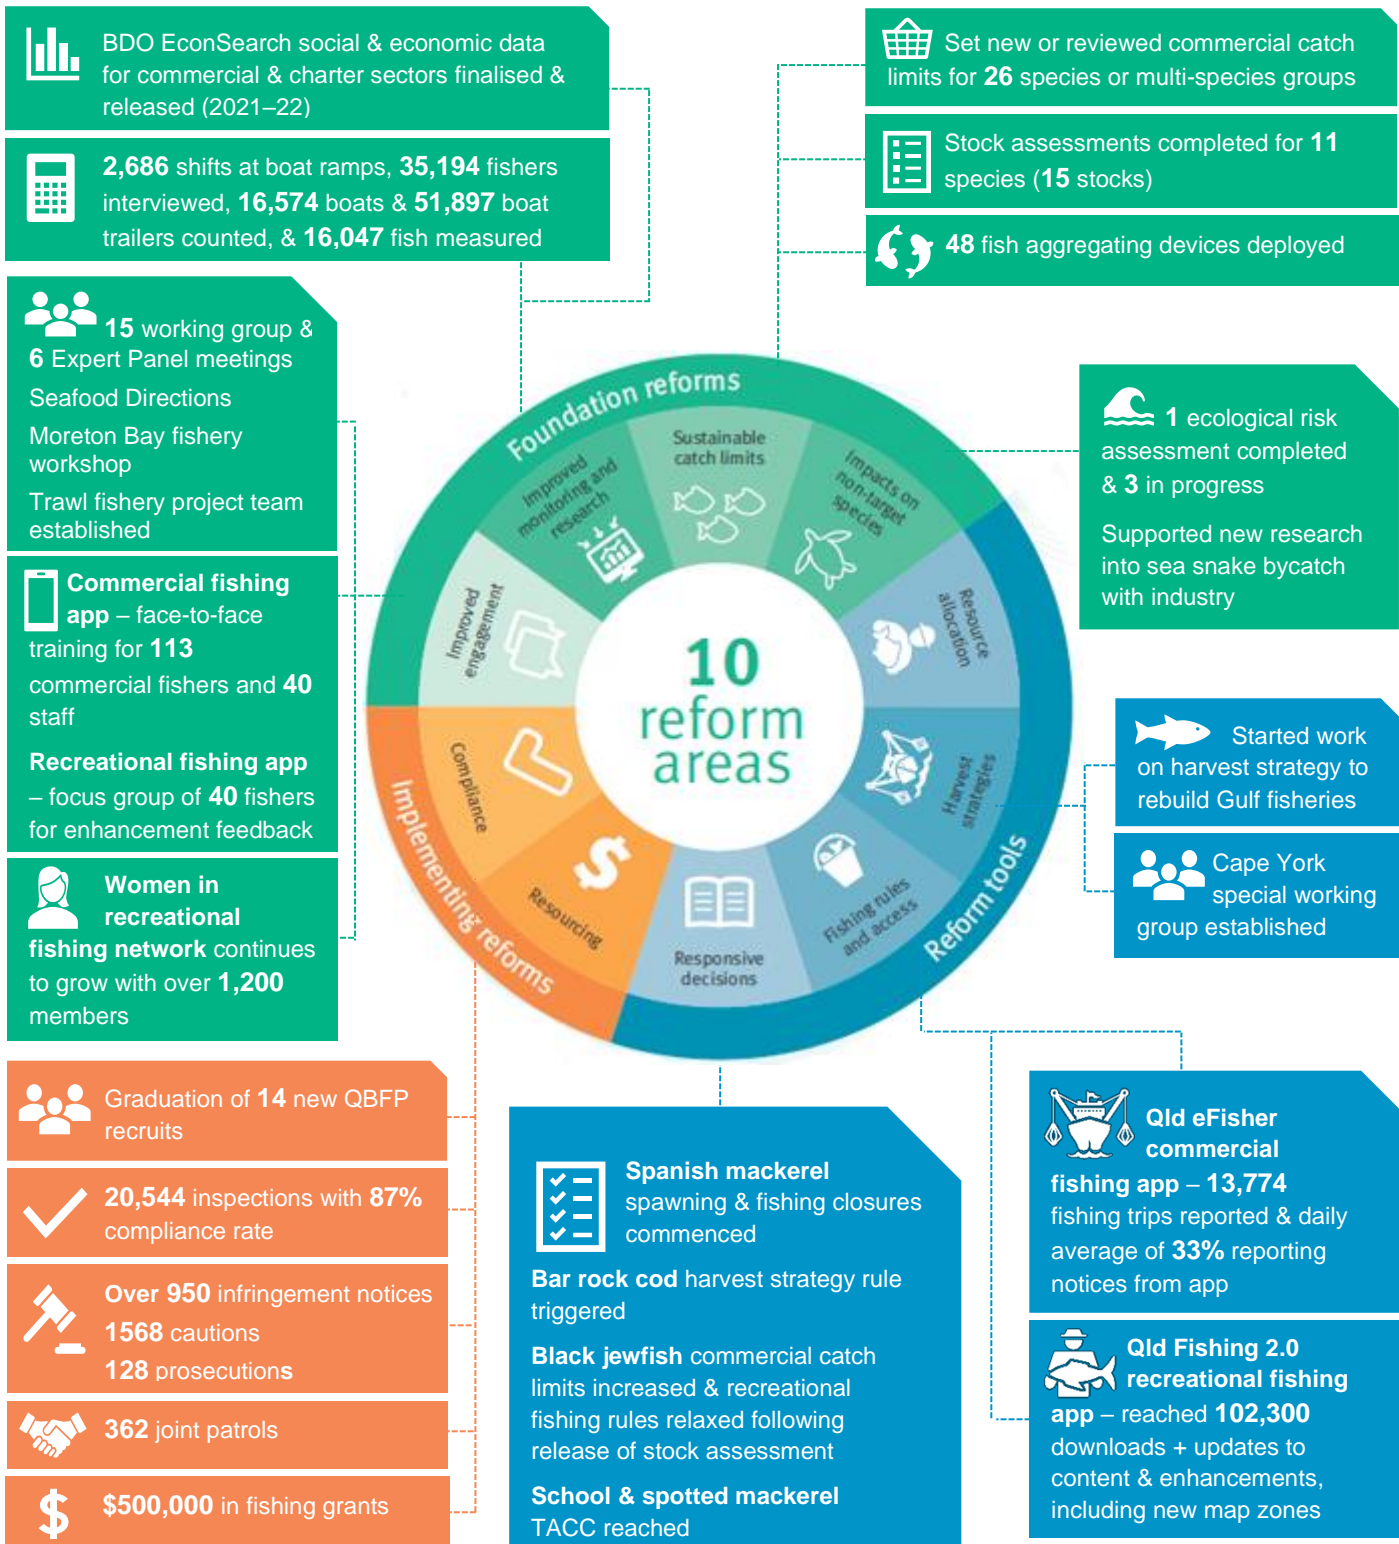 BDO EconSearch social & economic data
for commercial & charter sectors finalised &
released (2021–22)
2,686 shifts at boat ramps, 35,194 fishers
interviewed, 16,574 boats & 51,897 boat
trailers counted, & 16,047 fish measured
Set new or reviewed commercial catch
limits for 26 species or multi-species groups
Stock assessments completed for 11
species (15 stocks)
48 fish aggregating devices deployed
15 working group &
6 Expert Panel meetings
Seafood Directions
Moreton Bay fishery
workshop
Trawl fishery project team
established
Commercial fishing
app – face-to-face
training for 113
commercial fishers and 40
staff
Recreational fishing app
– focus group of 40 fishers
for enhancement feedback
Women in
recreational
fishing network continues
to grow with over 1,200
members
Foundation reforms
Improved
monitoring and
research
Sustainable
catch limits
Impacts on
non-target
species
Improved
engagement
Resource
allocation
10
reform
areas
Compliance
Harvest
strategies
Resourcing
Responsive
decisions
Fishing rules
and access
Implementing reforms
Reform tools
1 ecological risk
assessment completed
& 3 in progress
Supported new research
into sea snake bycatch
with industry
Started work
on harvest strategy to
rebuild Gulf fisheries
Cape York
special working
group established
Graduation of 14 new QBFP
recruits
20,544 inspections with 87%
compliance rate
Over 950 infringement notices
1568 cautions
128 prosecutions
362 joint patrols
$500,000 in fishing grants
Spanish mackerel
spawning & fishing closures
commenced
Bar rock cod harvest strategy rule
triggered
Black jewfish commercial catch
limits increased & recreational
fishing rules relaxed following
release of stock assessment
School & spotted mackerel
TACC reached
Qld eFisher
commercial
fishing app – 13,774
fishing trips reported & daily
average of 33% reporting
notices from app
Qld Fishing 2.0
recreational fishing
app – reached 102,300
downloads + updates to
content & enhancements,
including new map zones